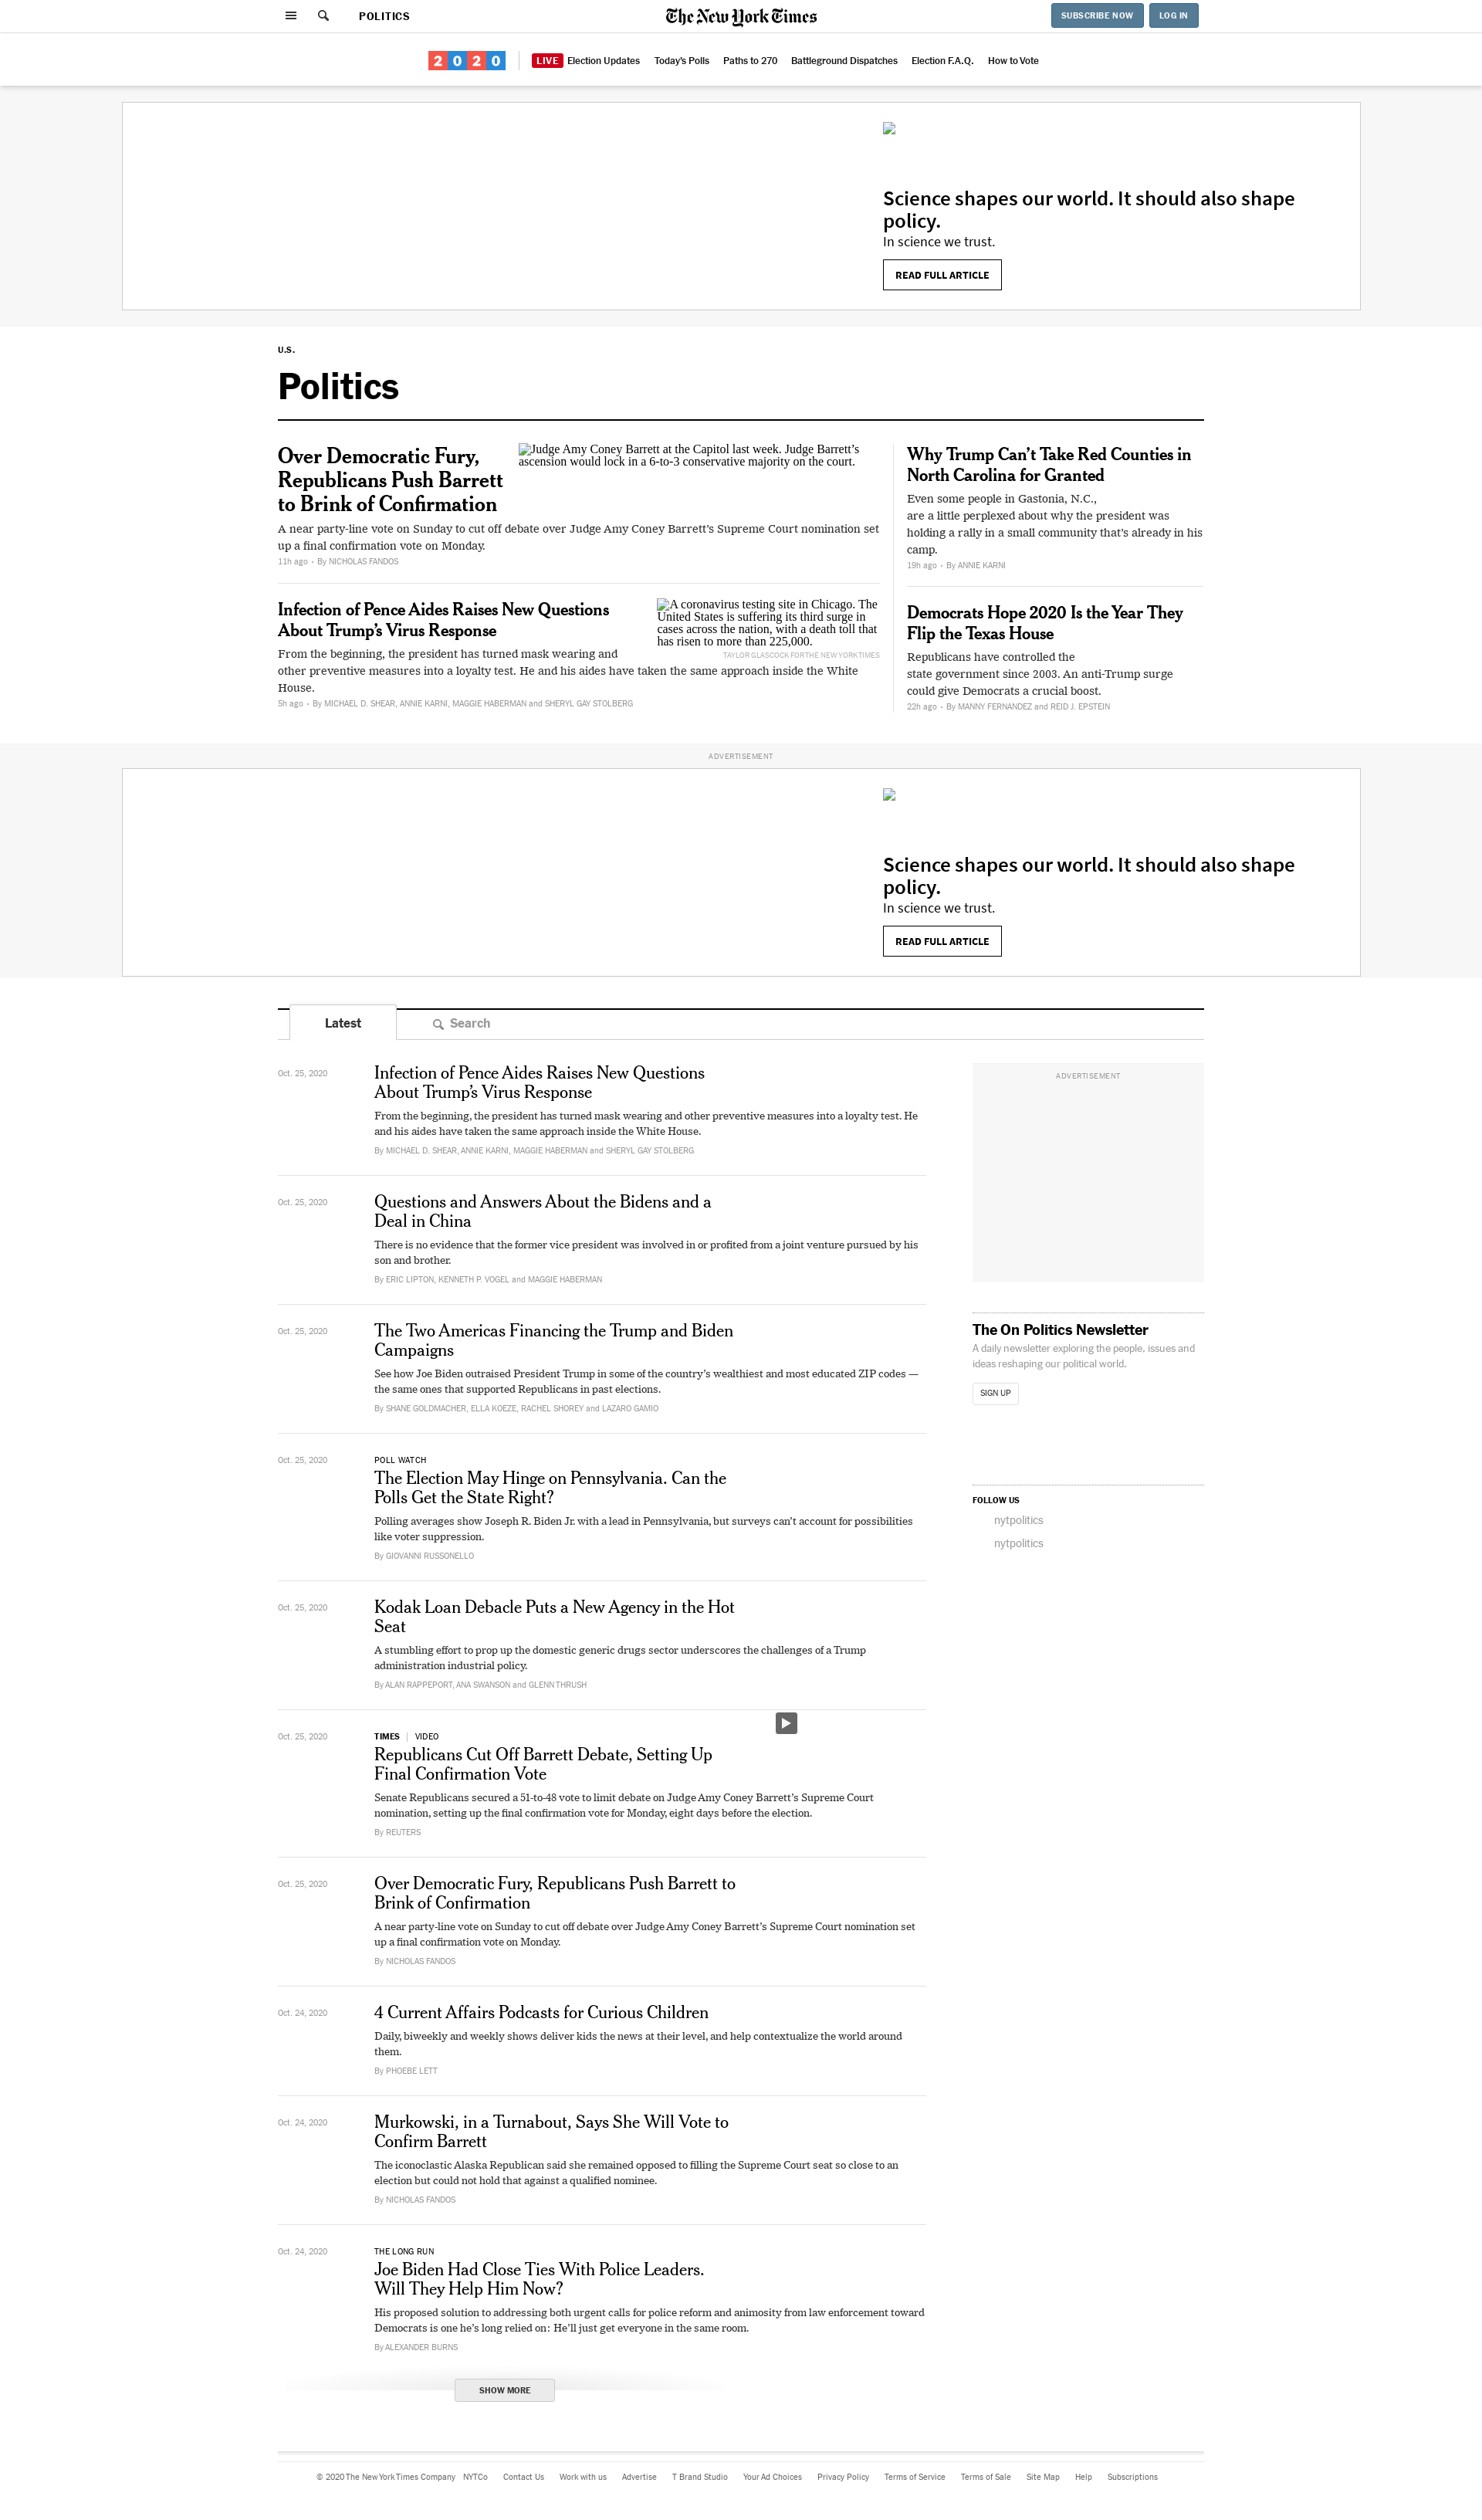 POLITICS
The New York Times
SUBSCRIBE NOW
LOG IN
2020
LIVE Election Updates
Today's Polls
Paths to 270
Battleground Dispatches
Election F.A.Q.
How to Vote
Science shapes our world. It should also shape
policy.
In science we trust.
READ FULL ARTICLE
U.S.
Politics
Over Democratic Fury,
Republicans Push Barrett
to Brink of Confirmation
Judge Amy Coney Barrett at the Capitol last week. Judge Barrett's
ascension would lock in a 6-to-3 conservative majority on the court.
A near party-line vote on Sunday to cut off debate over Judge Amy Coney Barrett's Supreme Court nomination set
up a final confirmation vote on Monday.
11h ago • By NICHOLAS FANDOS
Infection of Pence Aides Raises New Questions
About Trump's Virus Response
A coronavirus testing site in Chicago. The
United States is suffering its third surge in
cases across the nation, with a death toll that
has risen to more than 225,000.
TAYLOR GLASCOCK FOR THE NEW YORK TIMES
From the beginning, the president has turned mask wearing and
other preventive measures into a loyalty test. He and his aides have taken the same approach inside the White
House.
5h ago • By MICHAEL D. SHEAR, ANNIE KARNI, MAGGIE HABERMAN and SHERYL GAY STOLBERG
Why Trump Can't Take Red Counties in
North Carolina for Granted
Even some people in Gastonia, N.C.,
are a little perplexed about why the president was
holding a rally in a small community that's already in his
camp.
19h ago • By ANNIE KARNI
Democrats Hope 2020 Is the Year They
Flip the Texas House
Republicans have controlled the
state government since 2003. An anti-Trump surge
could give Democrats a crucial boost.
22h ago • By MANNY FERNANDEZ and REID J. EPSTEIN
ADVERTISEMENT
Science shapes our world. It should also shape
policy.
In science we trust.
READ FULL ARTICLE
Latest
Search
Oct. 25, 2020
Infection of Pence Aides Raises New Questions
About Trump's Virus Response
From the beginning, the president has turned mask wearing and other preventive measures into a loyalty test. He
and his aides have taken the same approach inside the White House.
By MICHAEL D. SHEAR, ANNIE KARNI, MAGGIE HABERMAN and SHERYL GAY STOLBERG
Oct. 25, 2020
Questions and Answers About the Bidens and a
Deal in China
There is no evidence that the former vice president was involved in or profited from a joint venture pursued by his
son and brother.
By ERIC LIPTON, KENNETH P. VOGEL and MAGGIE HABERMAN
Oct. 25, 2020
The Two Americas Financing the Trump and Biden
Campaigns
See how Joe Biden outraised President Trump in some of the country's wealthiest and most educated ZIP codes —
the same ones that supported Republicans in past elections.
By SHANE GOLDMACHER, ELLA KOEZE, RACHEL SHOREY and LAZARO GAMIO
Oct. 25, 2020
POLL WATCH
The Election May Hinge on Pennsylvania. Can the
Polls Get the State Right?
Polling averages show Joseph R. Biden Jr. with a lead in Pennsylvania, but surveys can't account for possibilities
like voter suppression.
By GIOVANNI RUSSONELLO
Oct. 25, 2020
Kodak Loan Debacle Puts a New Agency in the Hot
Seat
A stumbling effort to prop up the domestic generic drugs sector underscores the challenges of a Trump
administration industrial policy.
By ALAN RAPPEPORT, ANA SWANSON and GLENN THRUSH
Oct. 25, 2020
TIMES | VIDEO
Republicans Cut Off Barrett Debate, Setting Up
Final Confirmation Vote
Senate Republicans secured a 51-to-48 vote to limit debate on Judge Amy Coney Barrett's Supreme Court
nomination, setting up the final confirmation vote for Monday, eight days before the election.
By REUTERS
Oct. 25, 2020
Over Democratic Fury, Republicans Push Barrett to
Brink of Confirmation
A near party-line vote on Sunday to cut off debate over Judge Amy Coney Barrett's Supreme Court nomination set
up a final confirmation vote on Monday.
By NICHOLAS FANDOS
Oct. 24, 2020
4 Current Affairs Podcasts for Curious Children
Daily, biweekly and weekly shows deliver kids the news at their level, and help contextualize the world around
them.
By PHOEBE LETT
Oct. 24, 2020
Murkowski, in a Turnabout, Says She Will Vote to
Confirm Barrett
The iconoclastic Alaska Republican said she remained opposed to filling the Supreme Court seat so close to an
election but could not hold that against a qualified nominee.
By NICHOLAS FANDOS
Oct. 24, 2020
THE LONG RUN
Joe Biden Had Close Ties With Police Leaders.
Will They Help Him Now?
His proposed solution to addressing both urgent calls for police reform and animosity from law enforcement toward
Democrats is one he's long relied on: He'll just get everyone in the same room.
By ALEXANDER BURNS
SHOW MORE
ADVERTISEMENT
The On Politics Newsletter
A daily newsletter exploring the people, issues and
ideas reshaping our political world.
SIGN UP
FOLLOW US
nytpolitics
nytpolitics
© 2020 The New York Times Company
NYTCo
Contact Us
Work with us
Advertise
T Brand Studio
Your Ad Choices
Privacy Policy
Terms of Service
Terms of Sale
Site Map
Help
Subscriptions